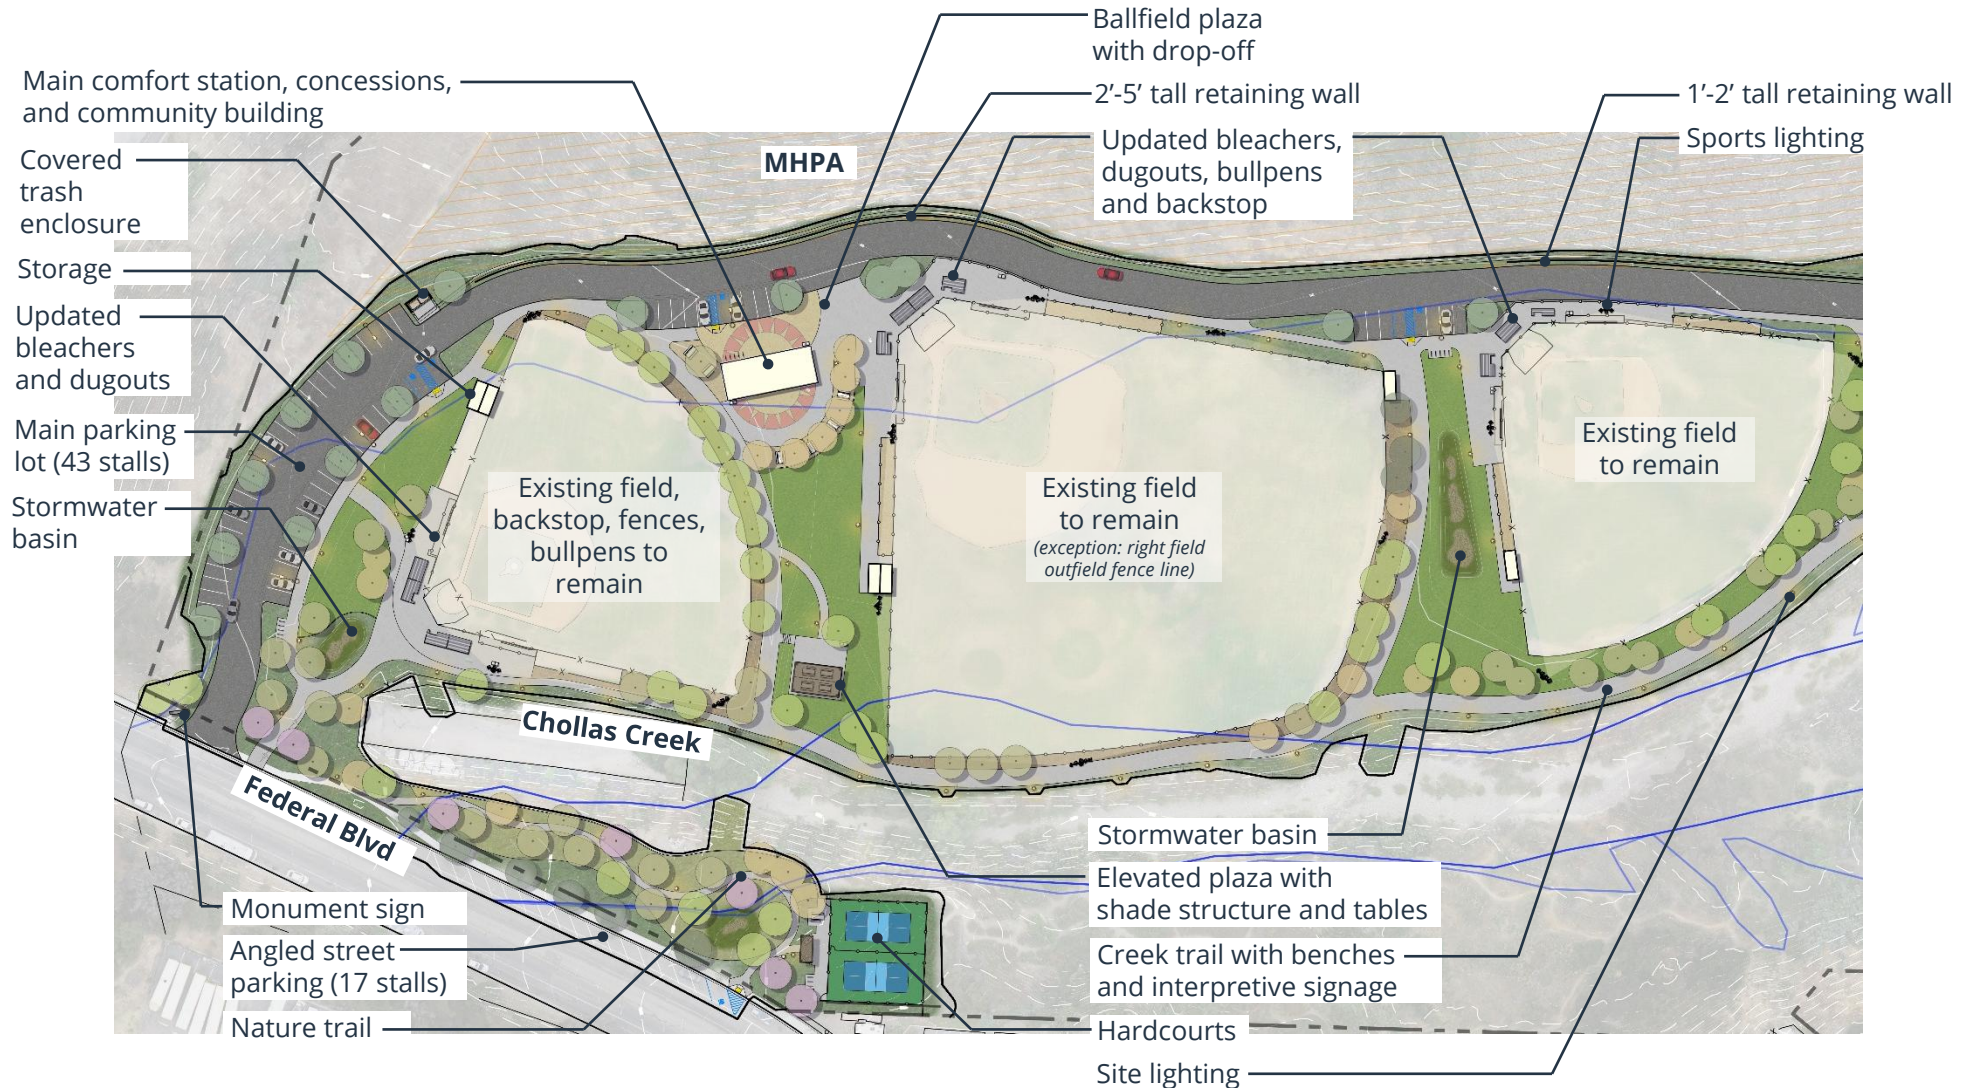 Ballfield plaza
with drop-off
Main comfort station, concessions,
and community building
2’-5’ tall retaining wall
1’-2’ tall retaining wall
Updated bleachers,
dugouts, bullpens
and backstop
Sports lighting
MHPA
Covered
trash
enclosure
Storage
Updated
bleachers
and dugouts
Main parking
lot (43 stalls)
Stormwater
basin
Existing field,
backstop, fences,
bullpens to
remain
Existing field
to remain
(exception: right field
outfield fence line)
Existing field
to remain
Chollas Creek
Federal Blvd
Monument sign
Angled street
parking (17 stalls)
Nature trail
Stormwater basin
Elevated plaza with
shade structure and tables
Creek trail with benches
and interpretive signage
Hardcourts
Site lighting